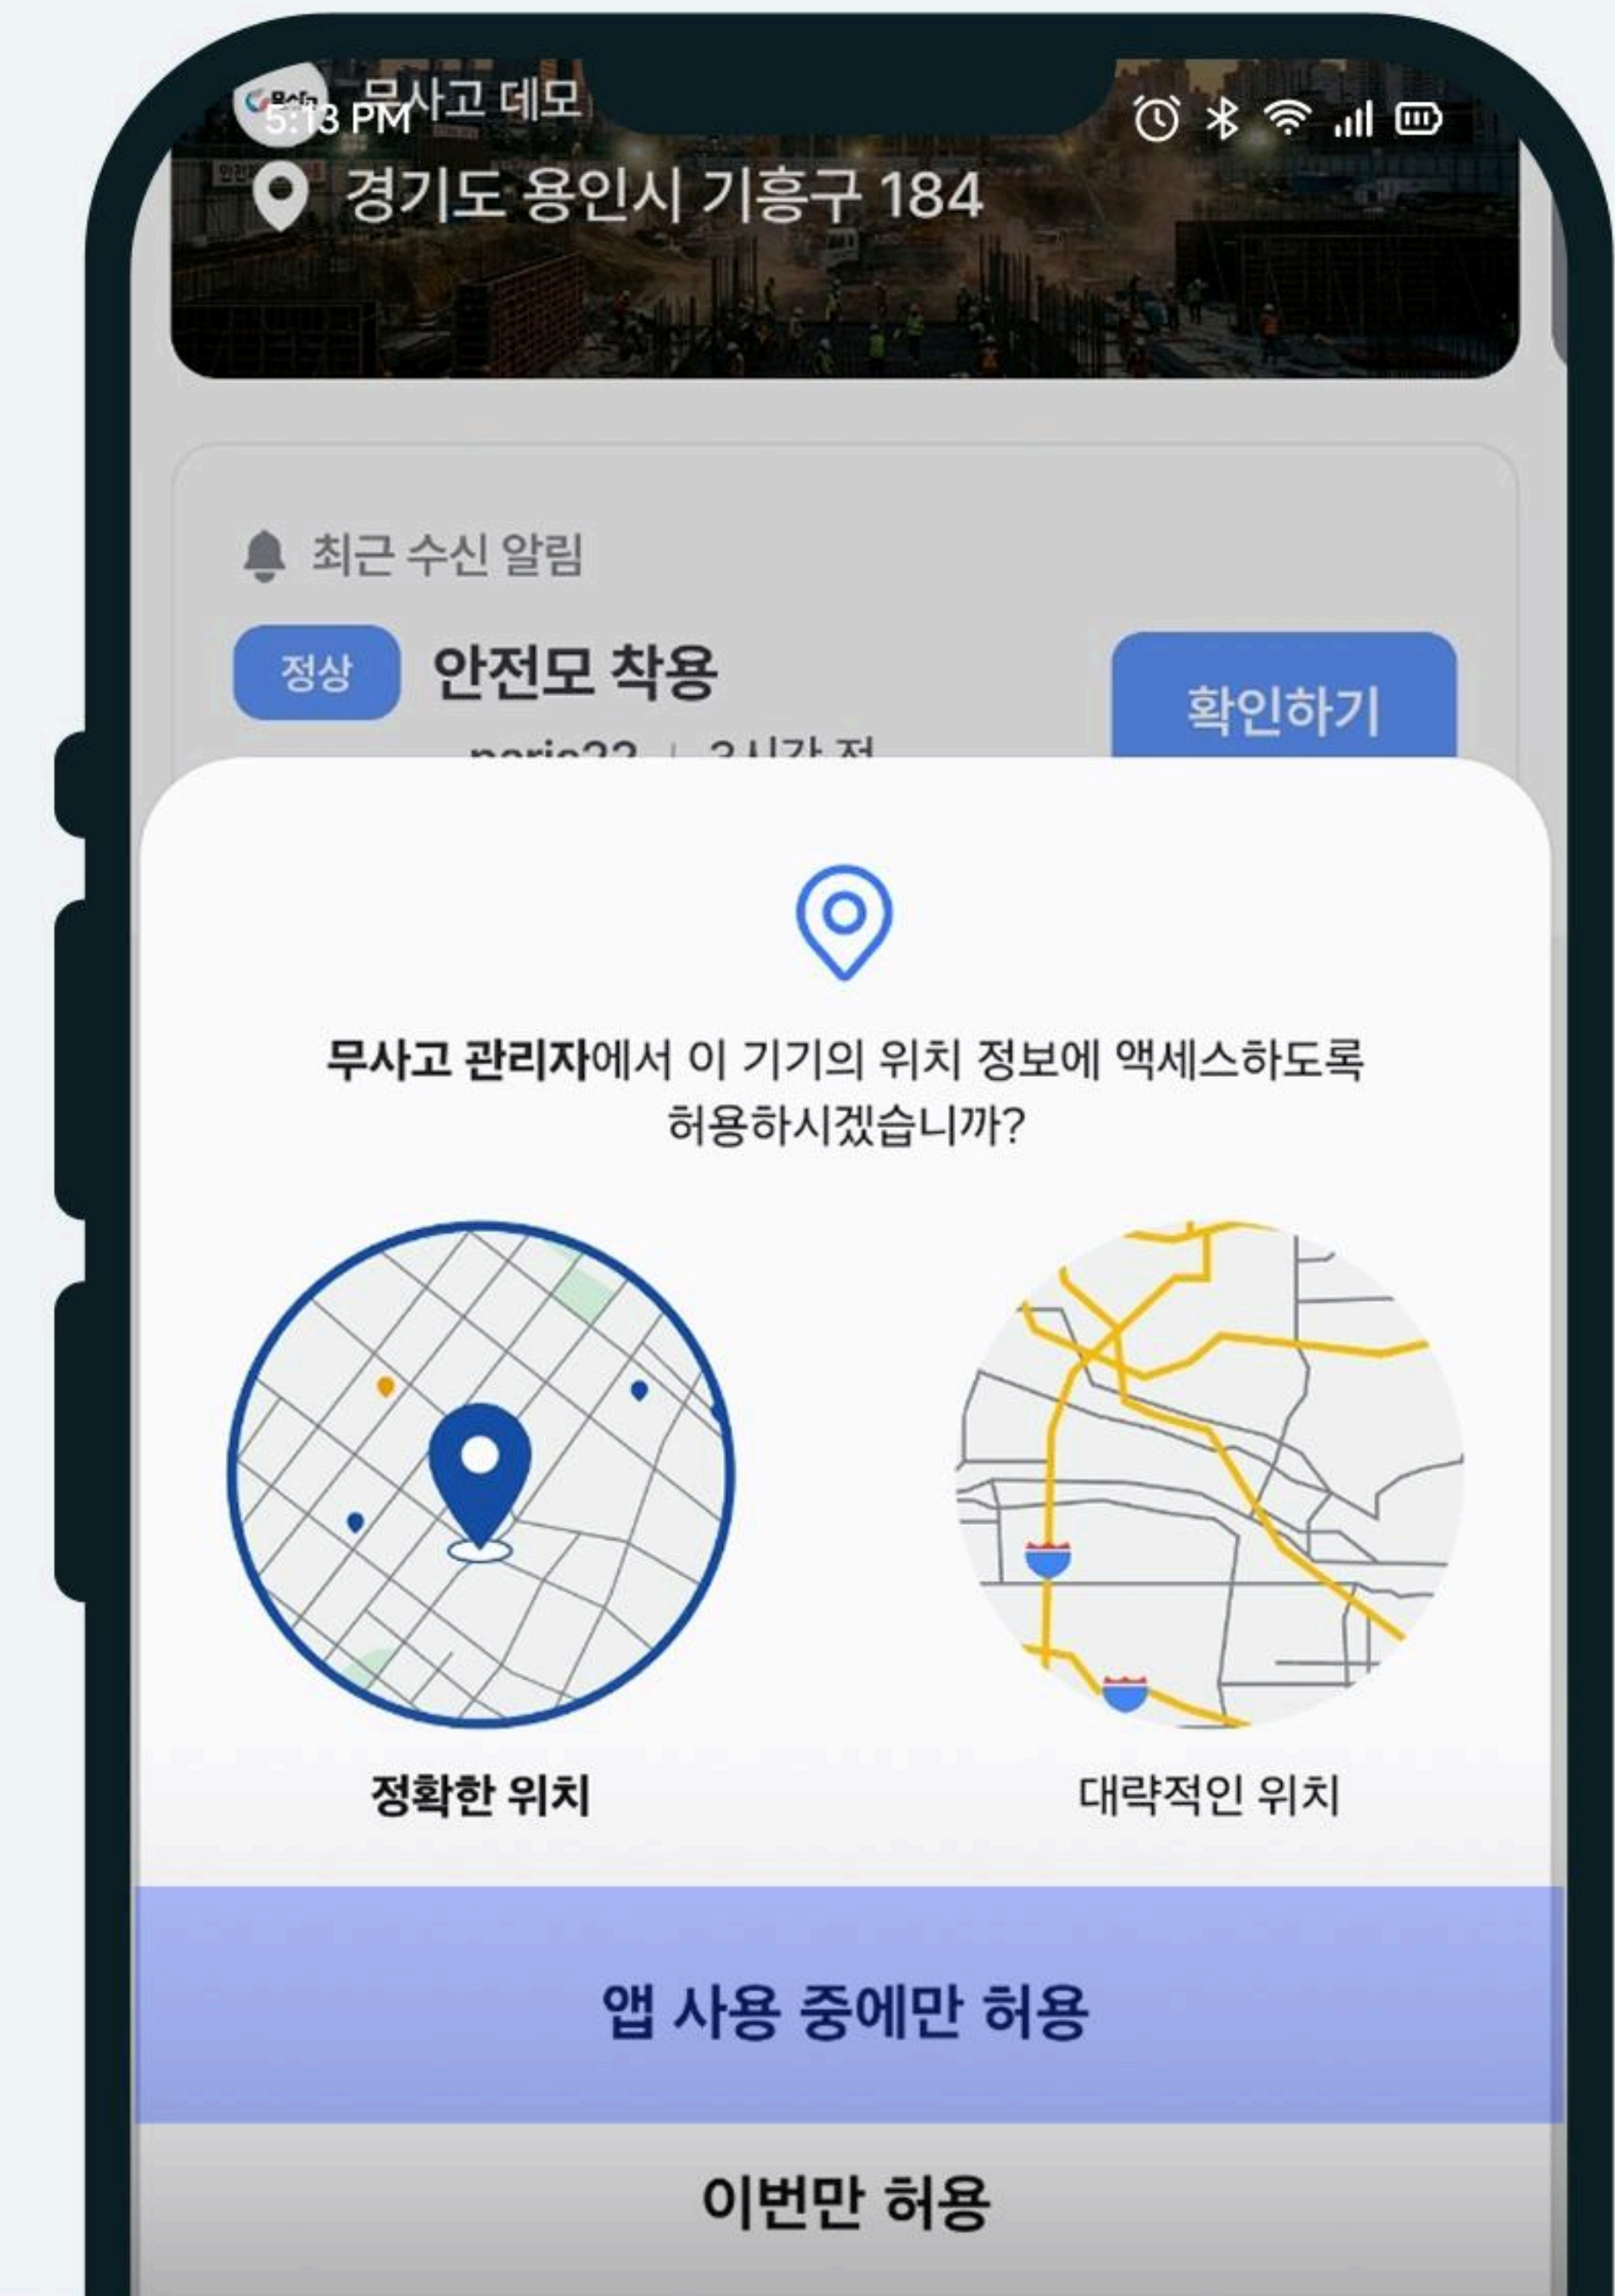 무사고 데모
5:13 PM
경기도 용인시 기흥구 184
최근 수신 알림
정상
안전모 착용
확인하기
3시간 전
무사고 관리자에서 이 기기의 위치 정보에 액세스하도록
허용하시겠습니까?
정확한 위치
대략적인 위치
앱 사용 중에만 허용
이번만 허용